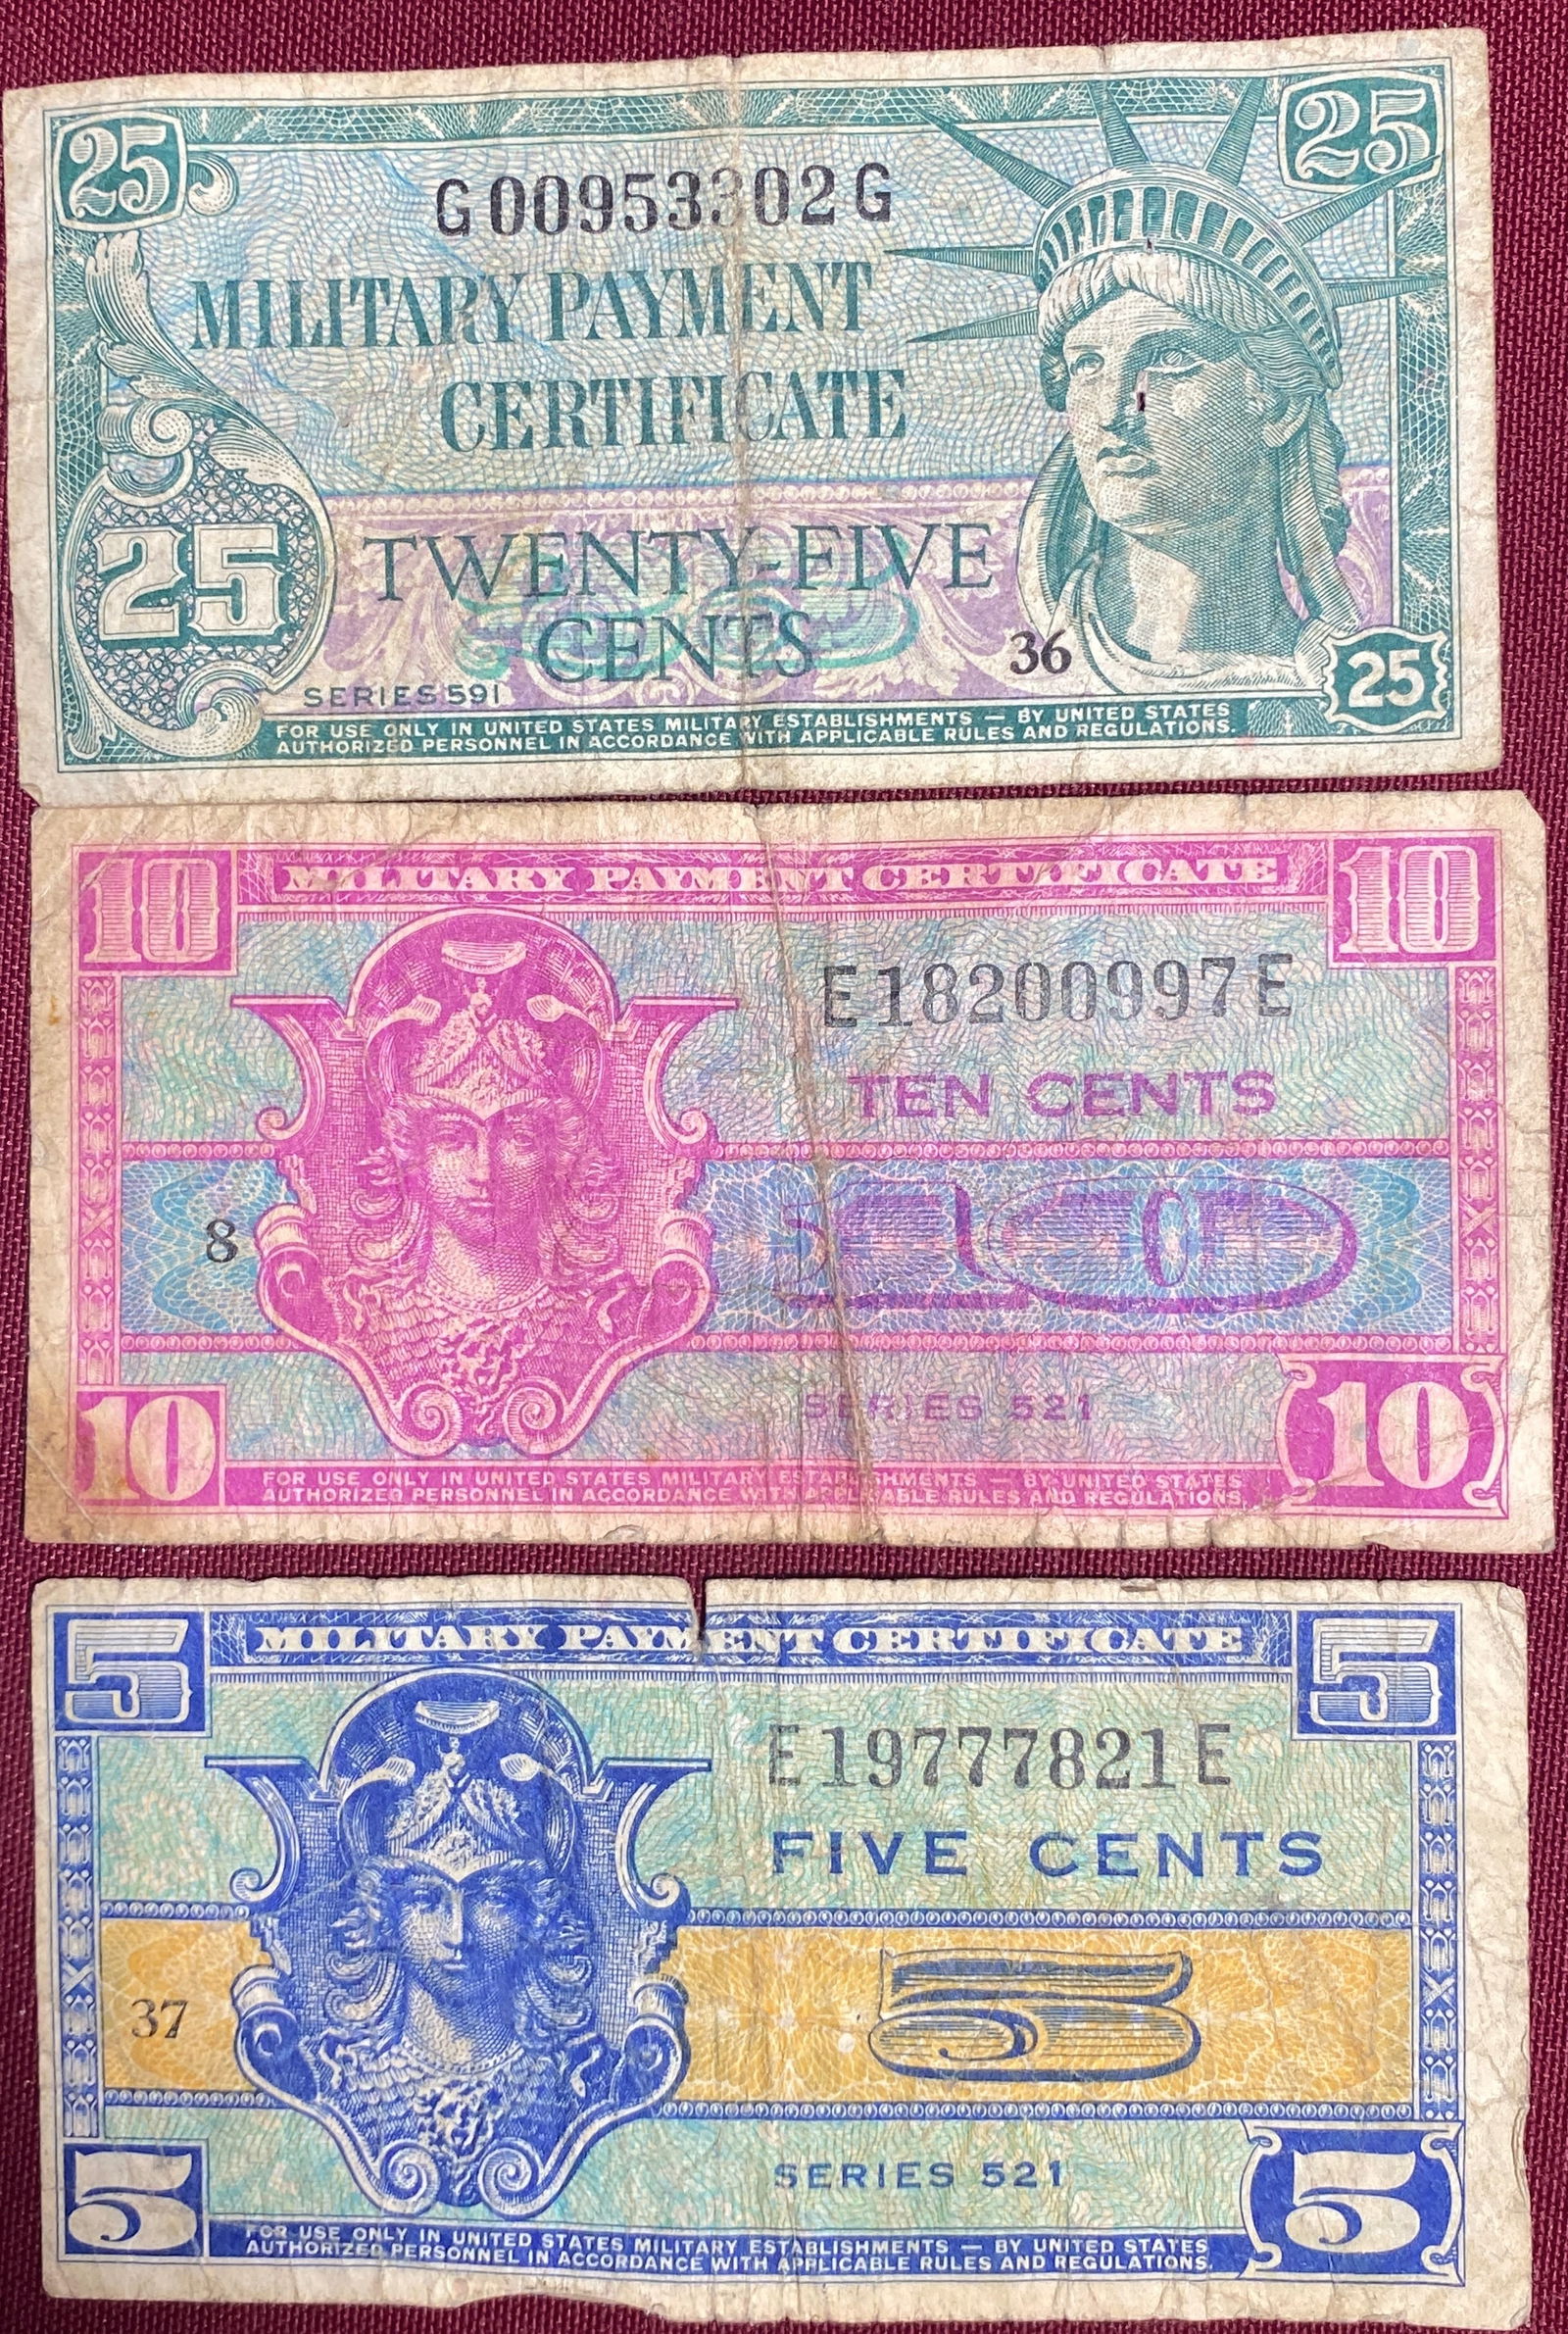 25
25
G00953302G
MILITARY PAYMENT
CERTIFICATE
25
TWENTY-FIVE
CENTS
36
25
SERIES 591
FOR USE ONLY IN UNITED STATES MILITARY ESTABLISHMENTS — BY UNITED STATES
AUTHORIZED PERSONNEL IN ACCORDANCE WITH APPLICABLE RULES AND REGULATIONS.
10
MILITARY PAYMENT CERTIFICATE
10
E18200997E
TEN CENTS
8
10
SERIES 521
10
10
FOR USE ONLY IN UNITED STATES MILITARY ESTABLISHMENTS — BY UNITED STATES
AUTHORIZED PERSONNEL IN ACCORDANCE WITH APPLICABLE RULES AND REGULATIONS.
5
MILITARY PAYMENT CERTIFICATE
5
E19777821E
FIVE CENTS
37
5
SERIES 521
5
5
FOR USE ONLY IN UNITED STATES MILITARY ESTABLISHMENTS — BY UNITED STATES
AUTHORIZED PERSONNEL IN ACCORDANCE WITH APPLICABLE RULES AND REGULATIONS.